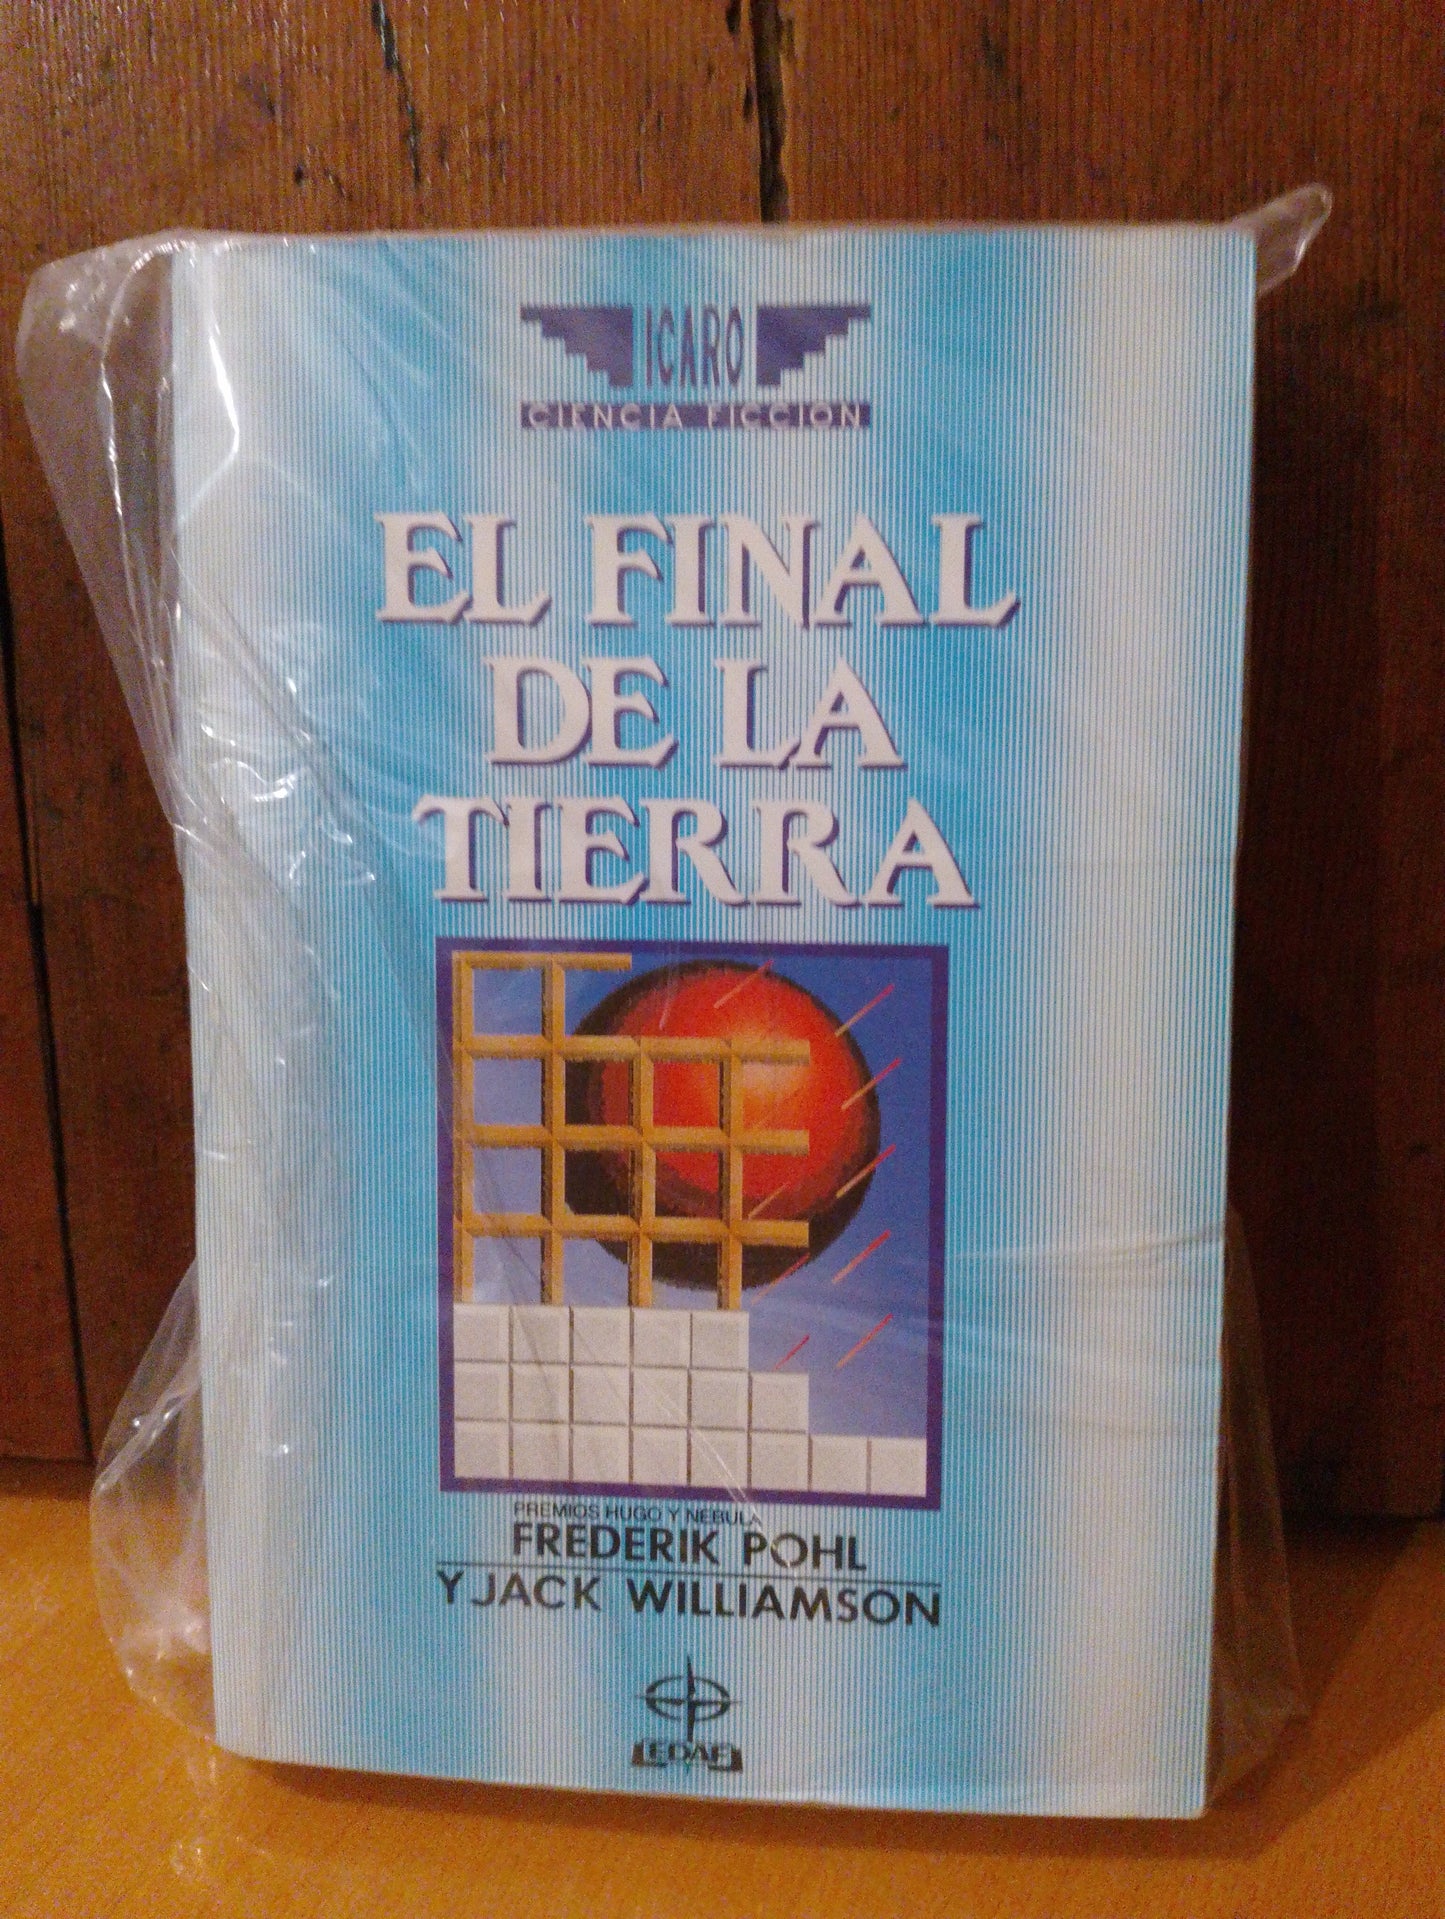 ICARO
CIENCIA FICCION
EL FINAL
DE LA
TIERRA
PREMIOS HUGO Y NEBULA
FREDERIK POHL
Y JACK WILLIAMSON
EDAF